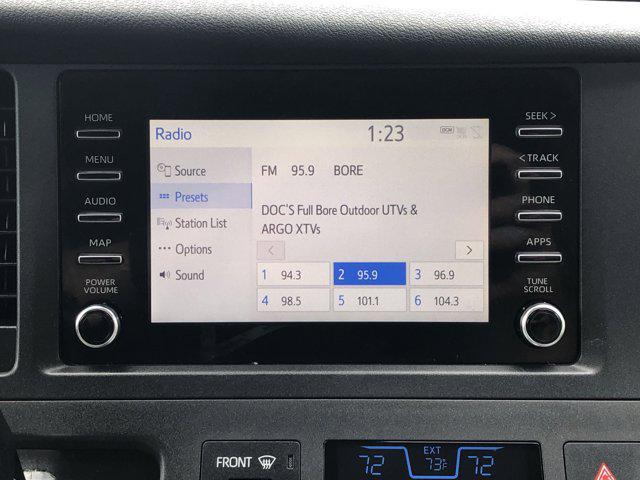 HOME
MENU
AUDIO
MAP
POWER
VOLUME
Radio
1:23
DCM
Source
Presets
Station List
Options
Sound
FM 95.9 BORE
DOC'S Full Bore Outdoor UTVs &
ARGO XTVs
1 94.3
2 95.9
3 96.9
4 98.5
5 101.1
6 104.3
SEEK >
< TRACK
PHONE
APPS
TUNE
SCROLL
FRONT
EXT
72
73°F
72